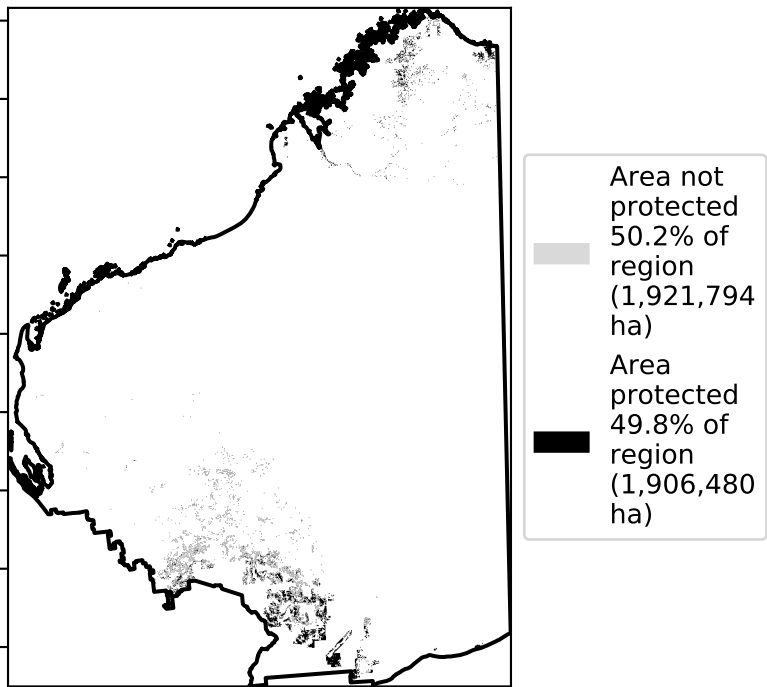 Area not
protected
50.2% of
region
(1,921,794
ha)
Area
protected
49.8% of
region
(1,906,480
ha)